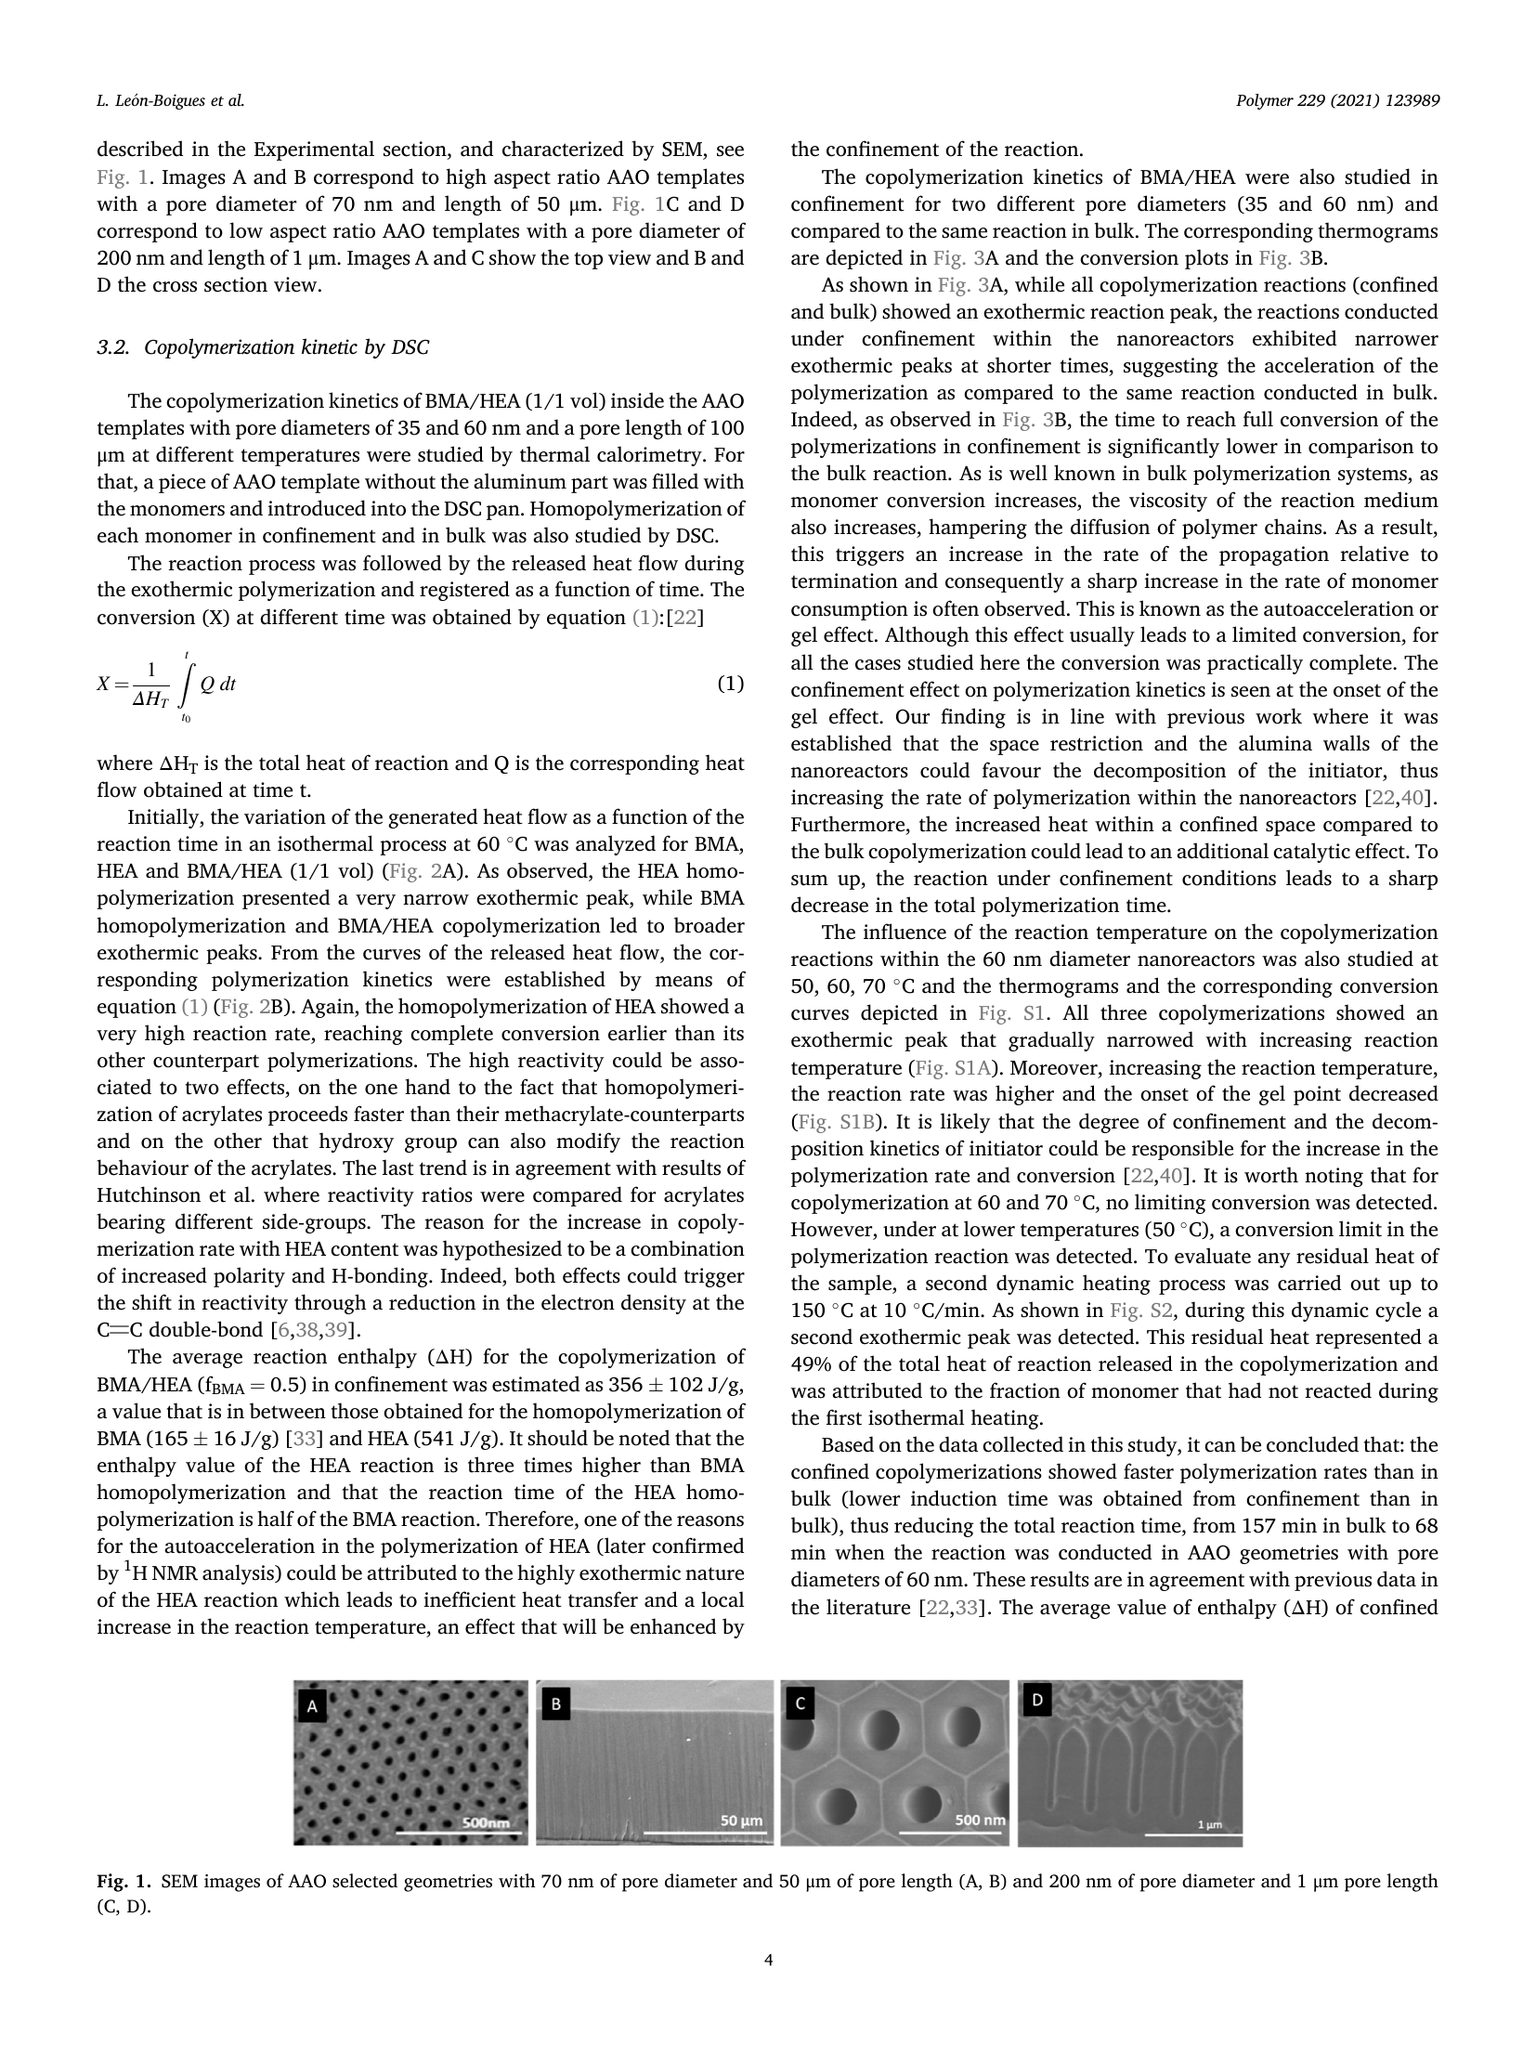 L. León-Boigues et al.
Polymer 229 (2021) 123989
described in the Experimental section, and characterized by SEM, see
Fig. 1. Images A and B correspond to high aspect ratio AAO templates
with a pore diameter of 70 nm and length of 50 μm. Fig. 1C and D
correspond to low aspect ratio AAO templates with a pore diameter of
200 nm and length of 1 μm. Images A and C show the top view and B and
D the cross section view.
3.2. Copolymerization kinetic by DSC
The copolymerization kinetics of BMA/HEA (1/1 vol) inside the AAO
templates with pore diameters of 35 and 60 nm and a pore length of 100
μm at different temperatures were studied by thermal calorimetry. For
that, a piece of AAO template without the aluminum part was filled with
the monomers and introduced into the DSC pan. Homopolymerization of
each monomer in confinement and in bulk was also studied by DSC.
The reaction process was followed by the released heat flow during
the exothermic polymerization and registered as a function of time. The
conversion (X) at different time was obtained by equation (1):[22]
X = 1/ΔH_T ∫_{t_0}^{t} Q dt (1)
where ΔH_T is the total heat of reaction and Q is the corresponding heat
flow obtained at time t.
Initially, the variation of the generated heat flow as a function of the
reaction time in an isothermal process at 60 °C was analyzed for BMA,
HEA and BMA/HEA (1/1 vol) (Fig. 2A). As observed, the HEA homo-
polymerization presented a very narrow exothermic peak, while BMA
homopolymerization and BMA/HEA copolymerization led to broader
exothermic peaks. From the curves of the released heat flow, the cor-
responding polymerization kinetics were established by means of
equation (1) (Fig. 2B). Again, the homopolymerization of HEA showed a
very high reaction rate, reaching complete conversion earlier than its
other counterpart polymerizations. The high reactivity could be asso-
ciated to two effects, on the one hand to the fact that homopolymeri-
zation of acrylates proceeds faster than their methacrylate-counterparts
and on the other that hydroxy group can also modify the reaction
behaviour of the acrylates. The last trend is in agreement with results of
Hutchinson et al. where reactivity ratios were compared for acrylates
bearing different side-groups. The reason for the increase in copoly-
merization rate with HEA content was hypothesized to be a combination
of increased polarity and H-bonding. Indeed, both effects could trigger
the shift in reactivity through a reduction in the electron density at the
C=C double-bond [6,38,39].
The average reaction enthalpy (ΔH) for the copolymerization of
BMA/HEA (f_BMA = 0.5) in confinement was estimated as 356 ± 102 J/g,
a value that is in between those obtained for the homopolymerization of
BMA (165 ± 16 J/g) [33] and HEA (541 J/g). It should be noted that the
enthalpy value of the HEA reaction is three times higher than BMA
homopolymerization and that the reaction time of the HEA homo-
polymerization is half of the BMA reaction. Therefore, one of the reasons
for the autoacceleration in the polymerization of HEA (later confirmed
by ¹H NMR analysis) could be attributed to the highly exothermic nature
of the HEA reaction which leads to inefficient heat transfer and a local
increase in the reaction temperature, an effect that will be enhanced by
the confinement of the reaction.
The copolymerization kinetics of BMA/HEA were also studied in
confinement for two different pore diameters (35 and 60 nm) and
compared to the same reaction in bulk. The corresponding thermograms
are depicted in Fig. 3A and the conversion plots in Fig. 3B.
As shown in Fig. 3A, while all copolymerization reactions (confined
and bulk) showed an exothermic reaction peak, the reactions conducted
under confinement within the nanoreactors exhibited narrower
exothermic peaks at shorter times, suggesting the acceleration of the
polymerization as compared to the same reaction conducted in bulk.
Indeed, as observed in Fig. 3B, the time to reach full conversion of the
polymerizations in confinement is significantly lower in comparison to
the bulk reaction. As is well known in bulk polymerization systems, as
monomer conversion increases, the viscosity of the reaction medium
also increases, hampering the diffusion of polymer chains. As a result,
this triggers an increase in the rate of the propagation relative to
termination and consequently a sharp increase in the rate of monomer
consumption is often observed. This is known as the autoacceleration or
gel effect. Although this effect usually leads to a limited conversion, for
all the cases studied here the conversion was practically complete. The
confinement effect on polymerization kinetics is seen at the onset of the
gel effect. Our finding is in line with previous work where it was
established that the space restriction and the alumina walls of the
nanoreactors could favour the decomposition of the initiator, thus
increasing the rate of polymerization within the nanoreactors [22,40].
Furthermore, the increased heat within a confined space compared to
the bulk copolymerization could lead to an additional catalytic effect. To
sum up, the reaction under confinement conditions leads to a sharp
decrease in the total polymerization time.
The influence of the reaction temperature on the copolymerization
reactions within the 60 nm diameter nanoreactors was also studied at
50, 60, 70 °C and the thermograms and the corresponding conversion
curves depicted in Fig. S1. All three copolymerizations showed an
exothermic peak that gradually narrowed with increasing reaction
temperature (Fig. S1A). Moreover, increasing the reaction temperature,
the reaction rate was higher and the onset of the gel point decreased
(Fig. S1B). It is likely that the degree of confinement and the decom-
position kinetics of initiator could be responsible for the increase in the
polymerization rate and conversion [22,40]. It is worth noting that for
copolymerization at 60 and 70 °C, no limiting conversion was detected.
However, under at lower temperatures (50 °C), a conversion limit in the
polymerization reaction was detected. To evaluate any residual heat of
the sample, a second dynamic heating process was carried out up to
150 °C at 10 °C/min. As shown in Fig. S2, during this dynamic cycle a
second exothermic peak was detected. This residual heat represented a
49% of the total heat of reaction released in the copolymerization and
was attributed to the fraction of monomer that had not reacted during
the first isothermal heating.
Based on the data collected in this study, it can be concluded that: the
confined copolymerizations showed faster polymerization rates than in
bulk (lower induction time was obtained from confinement than in
bulk), thus reducing the total reaction time, from 157 min in bulk to 68
min when the reaction was conducted in AAO geometries with pore
diameters of 60 nm. These results are in agreement with previous data in
the literature [22,33]. The average value of enthalpy (ΔH) of confined
A
500nm
B
50 μm
C
500 nm
D
1 μm
Fig. 1. SEM images of AAO selected geometries with 70 nm of pore diameter and 50 μm of pore length (A, B) and 200 nm of pore diameter and 1 μm pore length
(C, D).
4